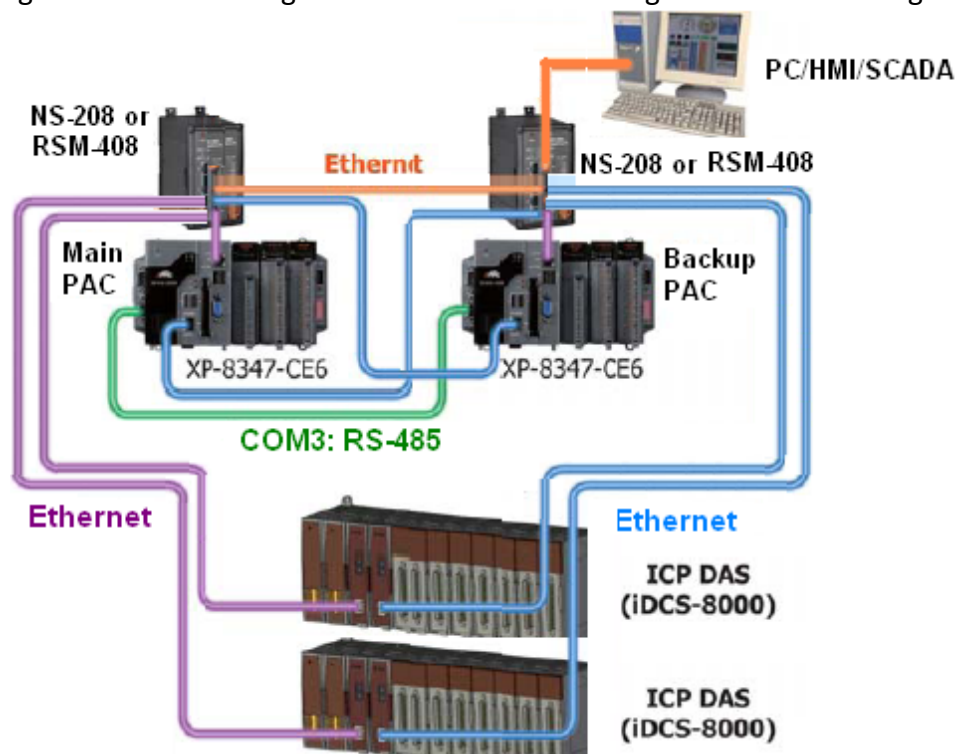 PC/HMI/SCADA
NS-208 or
RSM-408
Ethernt
NS-208 or RSM-408
Main
PAC
Backup
PAC
XP-8347-CE6
XP-8347-CE6
COM3: RS-485
Ethernet
Ethernet
ICP DAS
(iDCS-8000)
ICP DAS
(iDCS-8000)